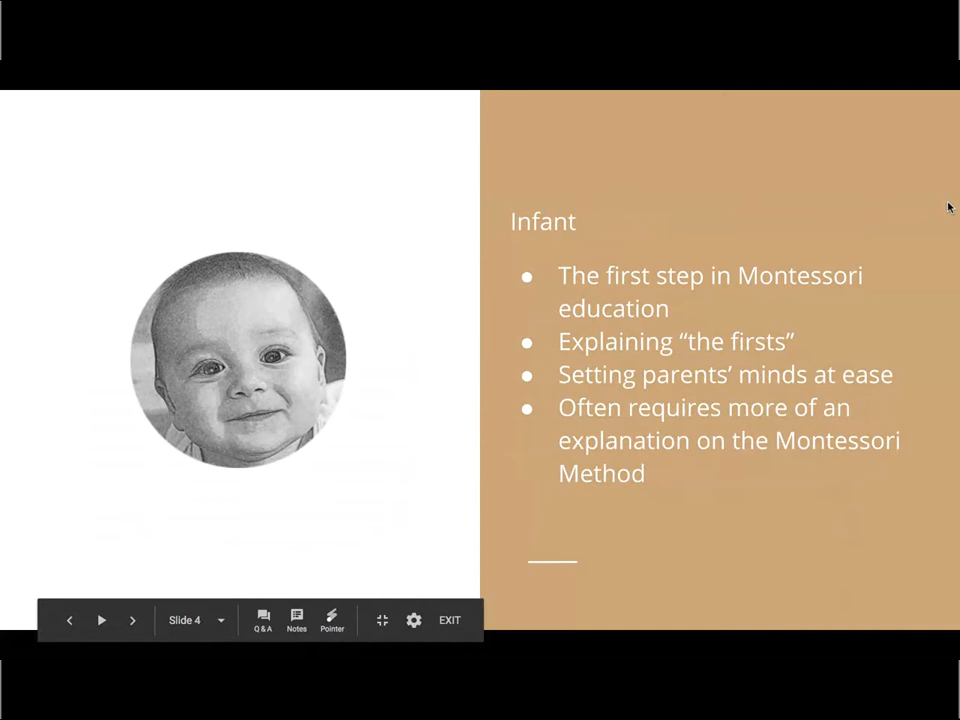 Infant
● The first step in Montessori
education
● Explaining “the firsts”
● Setting parents’ minds at ease
● Often requires more of an
explanation on the Montessori
Method
Slide 4
Q & A
Notes
Pointer
EXIT